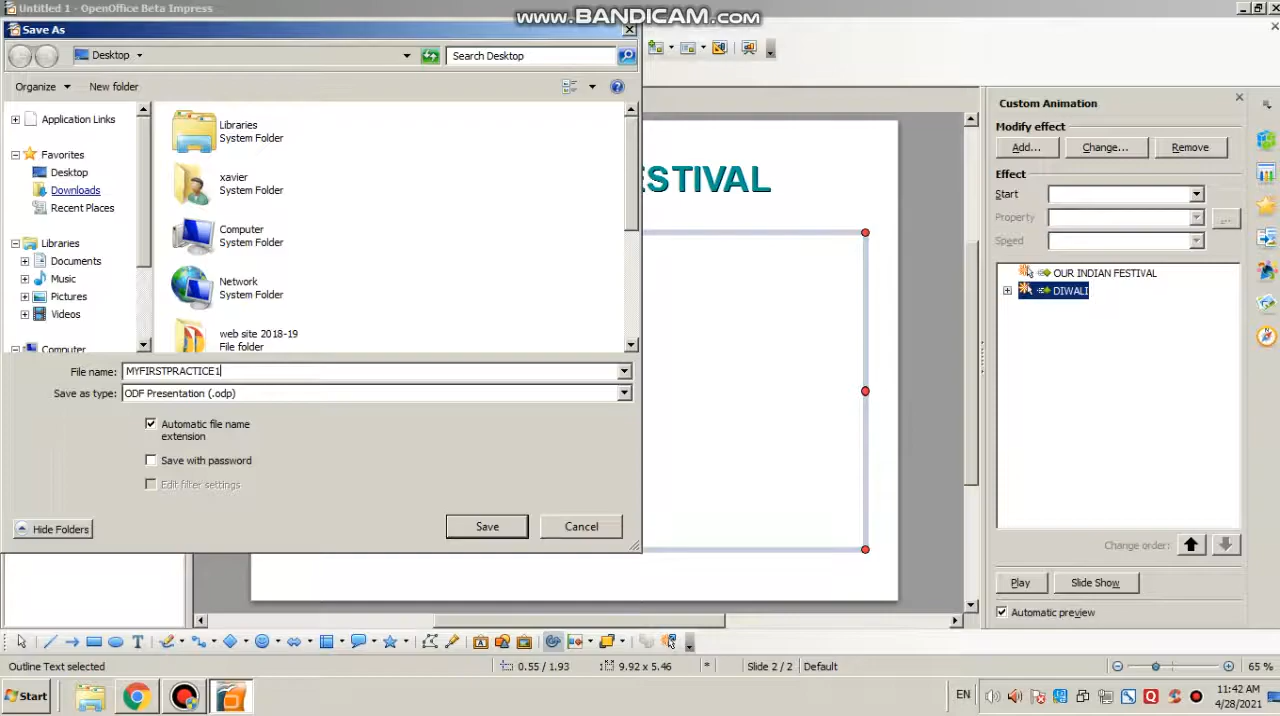 Untitled 1 - OpenOffice Beta Impress
www.BANDICAM.com
Save As
Desktop
Search Desktop
Organize
New folder
Application Links
Favorites
Desktop
Downloads
Recent Places
Libraries
Documents
Music
Pictures
Videos
Computer
Libraries
System Folder
xavier
System Folder
Computer
System Folder
Network
System Folder
web site 2018-19
File folder
File name:
MYFIRSTPRACTICE1
Save as type:
ODF Presentation (.odp)
Automatic file name
extension
Save with password
Edit filter settings
Hide Folders
Save
Cancel
ESTIVAL
Custom Animation
Modify effect
Add...
Change...
Remove
Effect
Start
Property
...
Speed
OUR INDIAN FESTIVAL
DIWALI
Change order:
Play
Slide Show
Automatic preview
Outline Text selected
0.55 / 1.93
9.92 x 5.46
*
Slide 2 / 2
Default
65 %
Start
EN
11:42 AM
4/28/2021